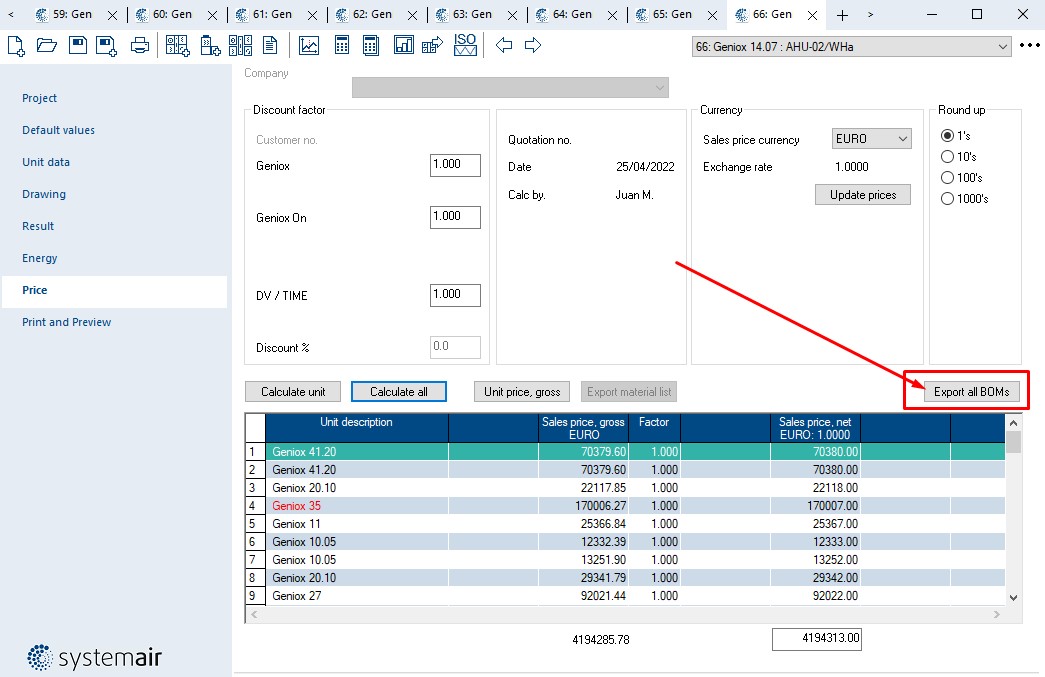 59: Gen
60: Gen
61: Gen
62: Gen
63: Gen
64: Gen
65: Gen
66: Gen
ISO
66: Geniox 14.07 : AHU-02/WHa
Project
Default values
Unit data
Drawing
Result
Energy
Price
Print and Preview
systemair
Company
Discount factor
Customer no.
Geniox 1.000
Geniox On 1.000
DV / TIME 1.000
Discount % 0.0
Quotation no.
Date 25/04/2022
Calc by. Juan M.
Currency
Sales price currency EURO
Exchange rate 1.0000
Update prices
Round up
1's
10's
100's
1000's
Calculate unit Calculate all Unit price, gross Export material list Export all BOMs
Unit description Sales price, gross EURO Factor Sales price, net EURO: 1.0000
1 Geniox 41.20 70379.60 1.000 70380.00
2 Geniox 41.20 70379.60 1.000 70380.00
3 Geniox 20.10 22117.85 1.000 22118.00
4 Geniox 35 170006.27 1.000 170007.00
5 Geniox 11 25366.84 1.000 25367.00
6 Geniox 10.05 12332.39 1.000 12333.00
7 Geniox 10.05 13251.90 1.000 13252.00
8 Geniox 20.10 29341.79 1.000 29342.00
9 Geniox 27 92021.44 1.000 92022.00
4194285.78 4194313.00